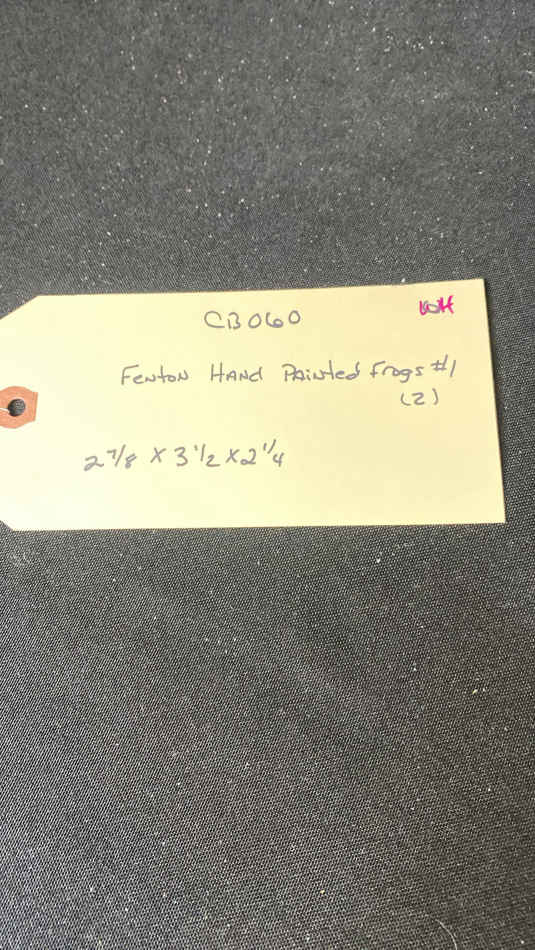 CB060
Fenton Hand Painted Frogs #1
(2)
2 7/8 X 3 1/2 X 2 1/4